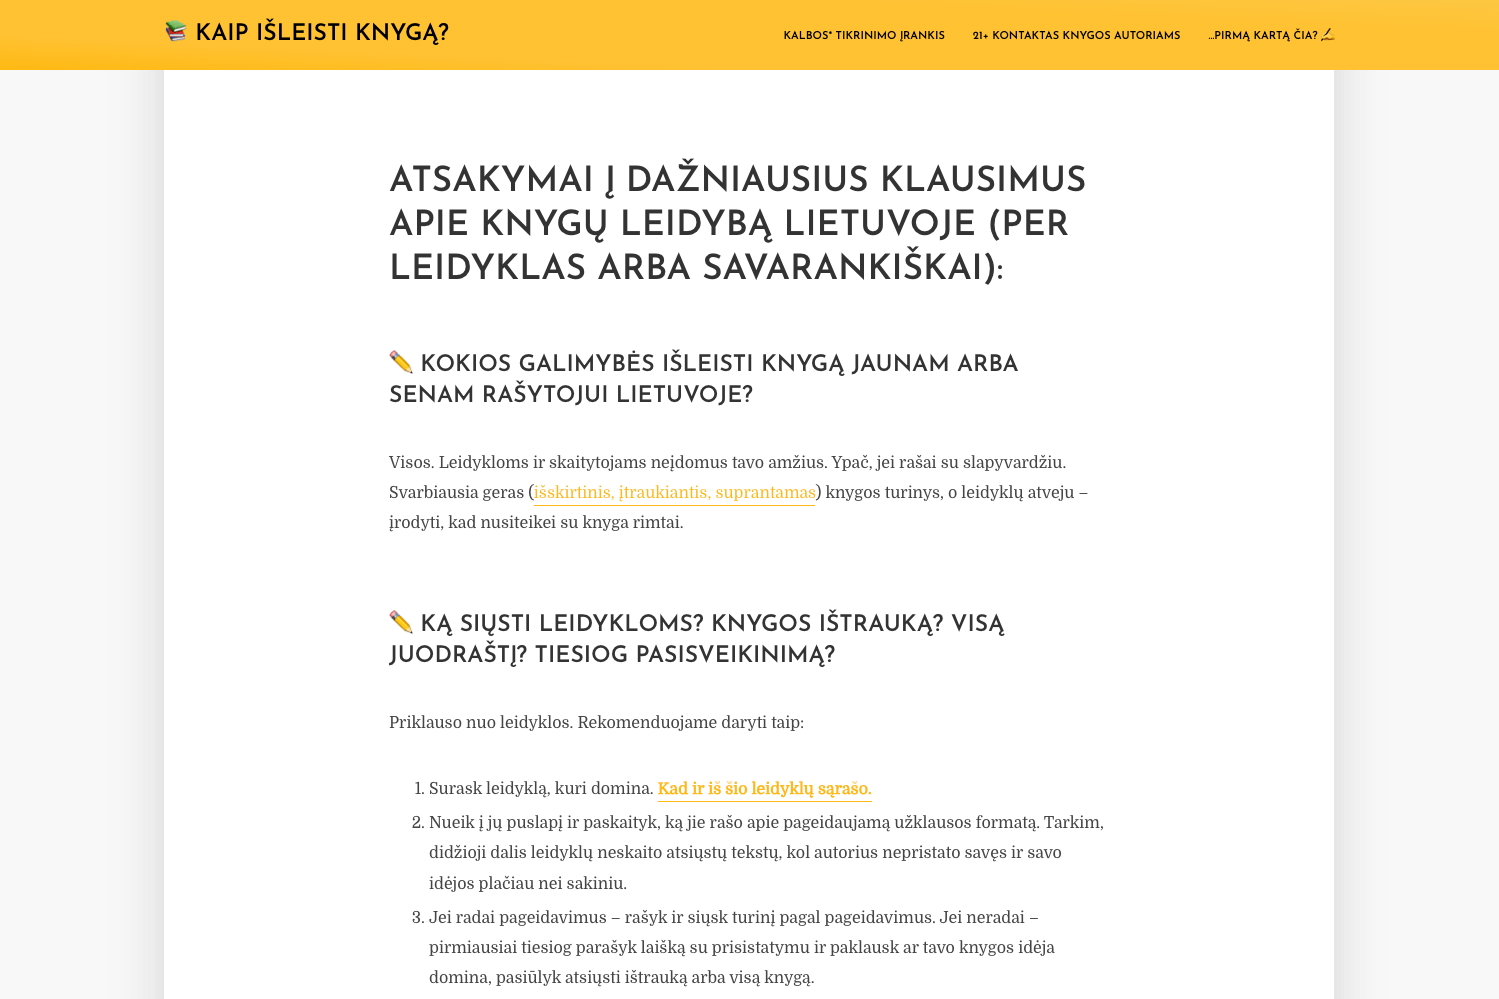 📚 KAIP IŠLEISTI KNYGĄ?
KALBOS* TIKRINIMO ĮRANKIS
21+ KONTAKTAS KNYGOS AUTORIAMS
...PIRMĄ KARTĄ ČIA? ✍
ATSAKYMAI Į DAŽNIAUSIUS KLAUSIMUS
APIE KNYGŲ LEIDYBĄ LIETUVOJE (PER
LEIDYKLAS ARBA SAVARANKIŠKAI):
✏️ KOKIOS GALIMYBĖS IŠLEISTI KNYGĄ JAUNAM ARBA
SENAM RAŠYTOJUI LIETUVOJE?
Visos. Leidykloms ir skaitytojams neįdomus tavo amžius. Ypač, jei rašai su slapyvardžiu.
Svarbiausia geras (išskirtinis, įtraukiantis, suprantamas) knygos turinys, o leidyklų atveju –
įrodyti, kad nusiteikei su knyga rimtai.
✏️ KĄ SIŲSTI LEIDYKLOMS? KNYGOS IŠTRAUKĄ? VISĄ
JUODRAŠTĮ? TIESIOG PASISVEIKINIMĄ?
Priklauso nuo leidyklos. Rekomenduojame daryti taip:
1. Surask leidyklą, kuri domina. Kad ir iš šio leidyklų sąrašo.
2. Nueik į jų puslapį ir paskaityk, ką jie rašo apie pageidaujamą užklausos formatą. Tarkim,
didžioji dalis leidyklų neskaito atsiųstų tekstų, kol autorius nepristato savęs ir savo
idėjos plačiau nei sakiniu.
3. Jei radai pageidavimus – rašyk ir siųsk turinį pagal pageidavimus. Jei neradai –
pirmiausiai tiesiog parašyk laišką su prisistatymu ir paklausk ar tavo knygos idėja
domina, pasiūlyk atsiųsti ištrauką arba visą knygą.